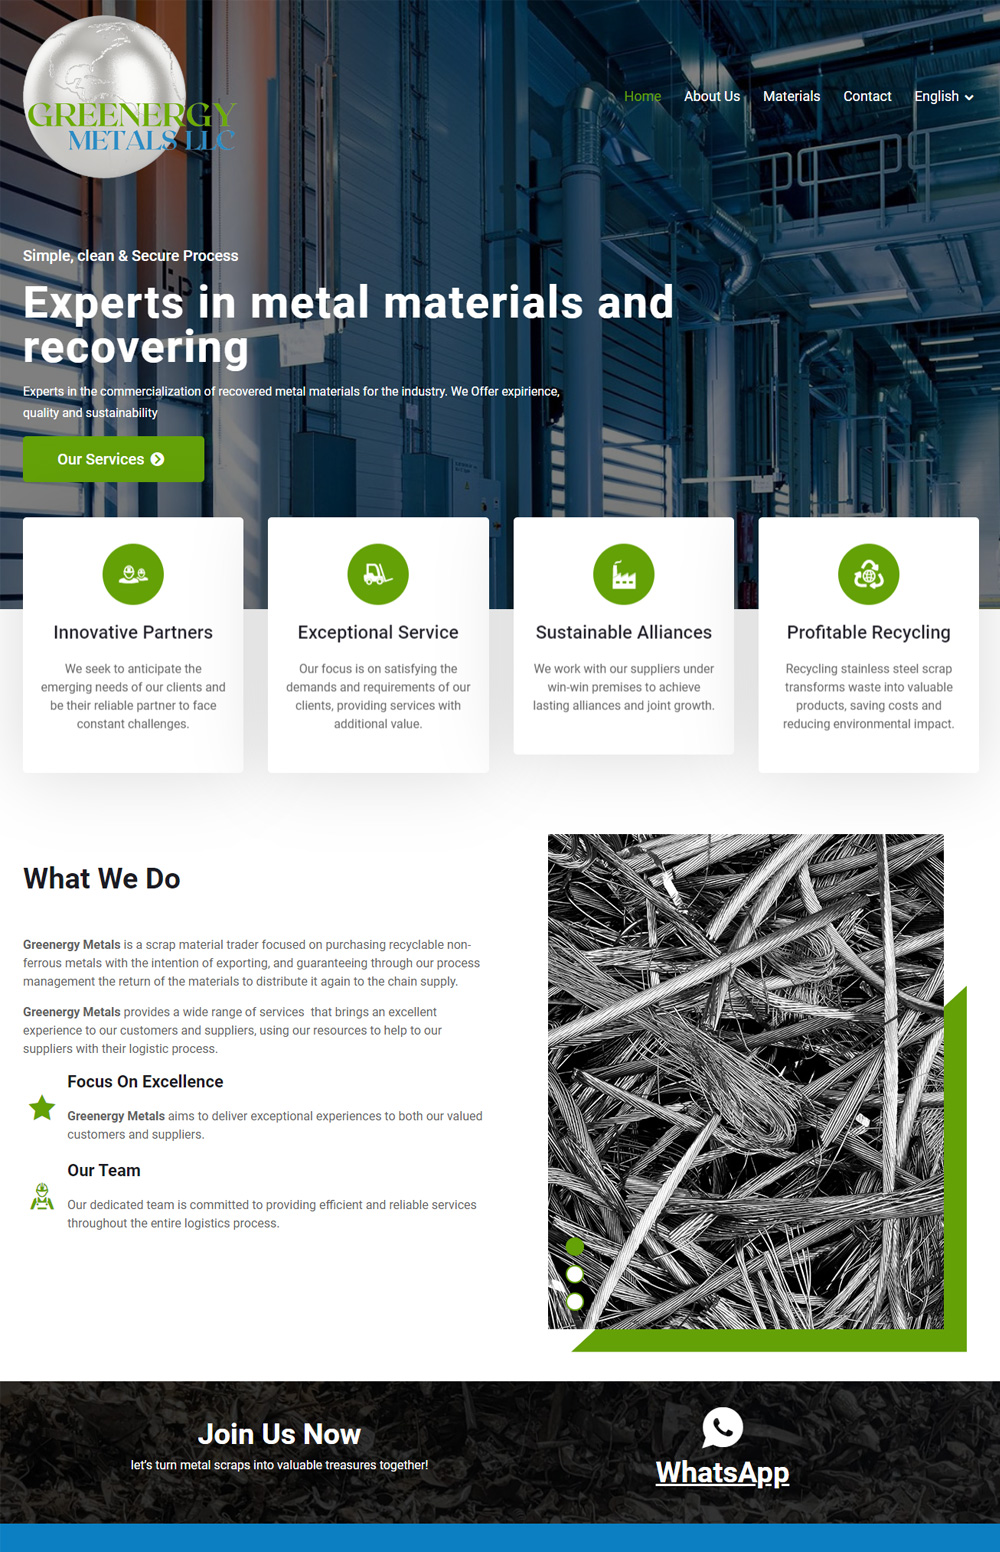 GREENERGY
METALS LLC
Home About Us Materials Contact English
Simple, clean & Secure Process
Experts in metal materials and
recovering
Experts in the commercialization of recovered metal materials for the industry. We Offer expirience,
quality and sustainability
Our Services
Innovative Partners
We seek to anticipate the
emerging needs of our clients and
be their reliable partner to face
constant challenges.
Exceptional Service
Our focus is on satisfying the
demands and requirements of our
clients, providing services with
additional value.
Sustainable Alliances
We work with our suppliers under
win-win premises to achieve
lasting alliances and joint growth.
Profitable Recycling
Recycling stainless steel scrap
transforms waste into valuable
products, saving costs and
reducing environmental impact.
What We Do
Greenergy Metals is a scrap material trader focused on purchasing recyclable non-
ferrous metals with the intention of exporting, and guaranteeing through our process
management the return of the materials to distribute it again to the chain supply.
Greenergy Metals provides a wide range of services that brings an excellent
experience to our customers and suppliers, using our resources to help to our
suppliers with their logistic process.
Focus On Excellence
Greenergy Metals aims to deliver exceptional experiences to both our valued
customers and suppliers.
Our Team
Our dedicated team is committed to providing efficient and reliable services
throughout the entire logistics process.
Join Us Now
let's turn metal scraps into valuable treasures together!
WhatsApp